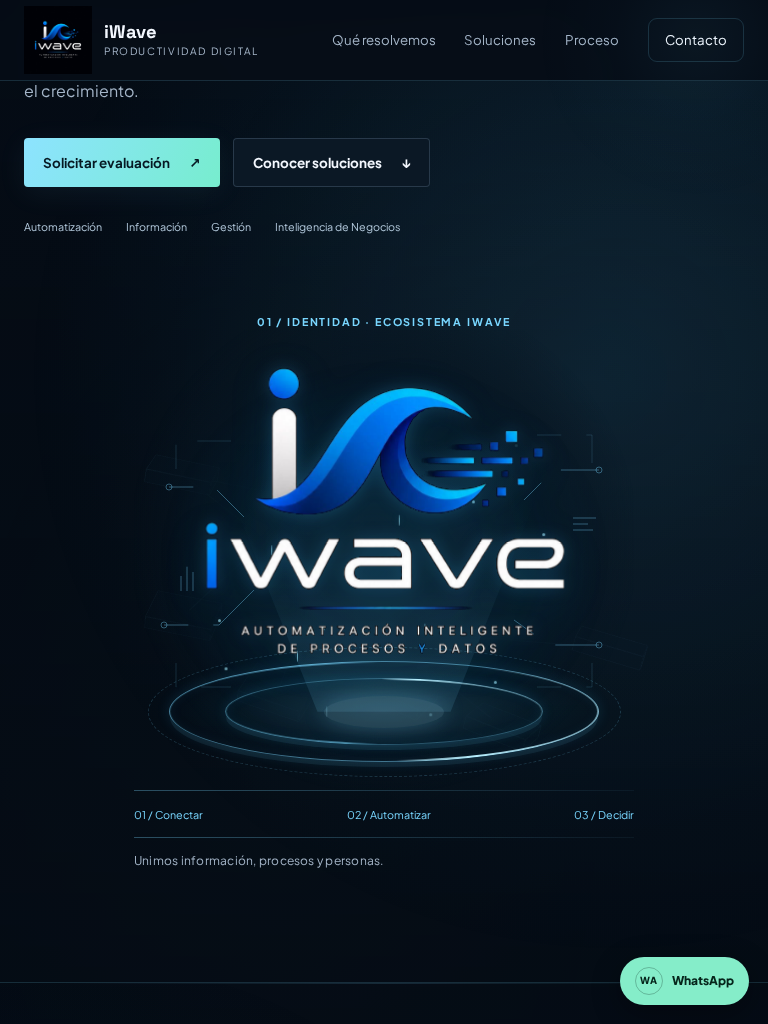 iwave
iWave
PRODUCTIVIDAD DIGITAL
Qué resolvemos
Soluciones
Proceso
Contacto
el crecimiento.
Solicitar evaluación ↗
Conocer soluciones ↓
Automatización
Información
Gestión
Inteligencia de Negocios
01 / IDENTIDAD · ECOSISTEMA IWAVE
iwave
AUTOMATIZACIÓN INTELIGENTE
DE PROCESOS Y DATOS
01 / Conectar
02 / Automatizar
03 / Decidir
Unimos información, procesos y personas.
WA WhatsApp